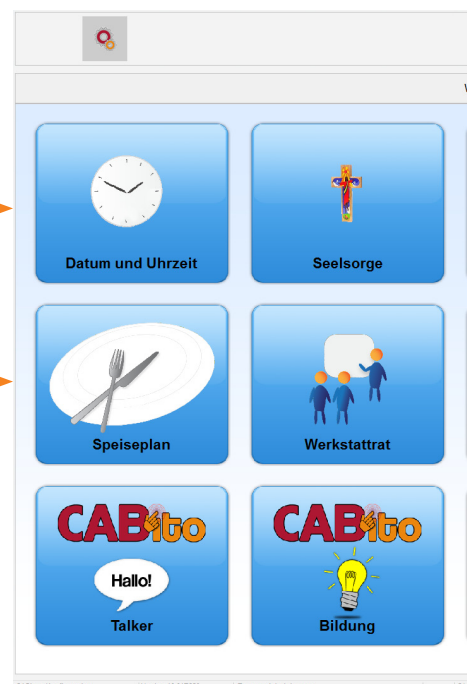 Datum und Uhrzeit
Seelsorge
Speiseplan
Werkstattrat
CABito
CABito
Hallo!
Talker
Bildung